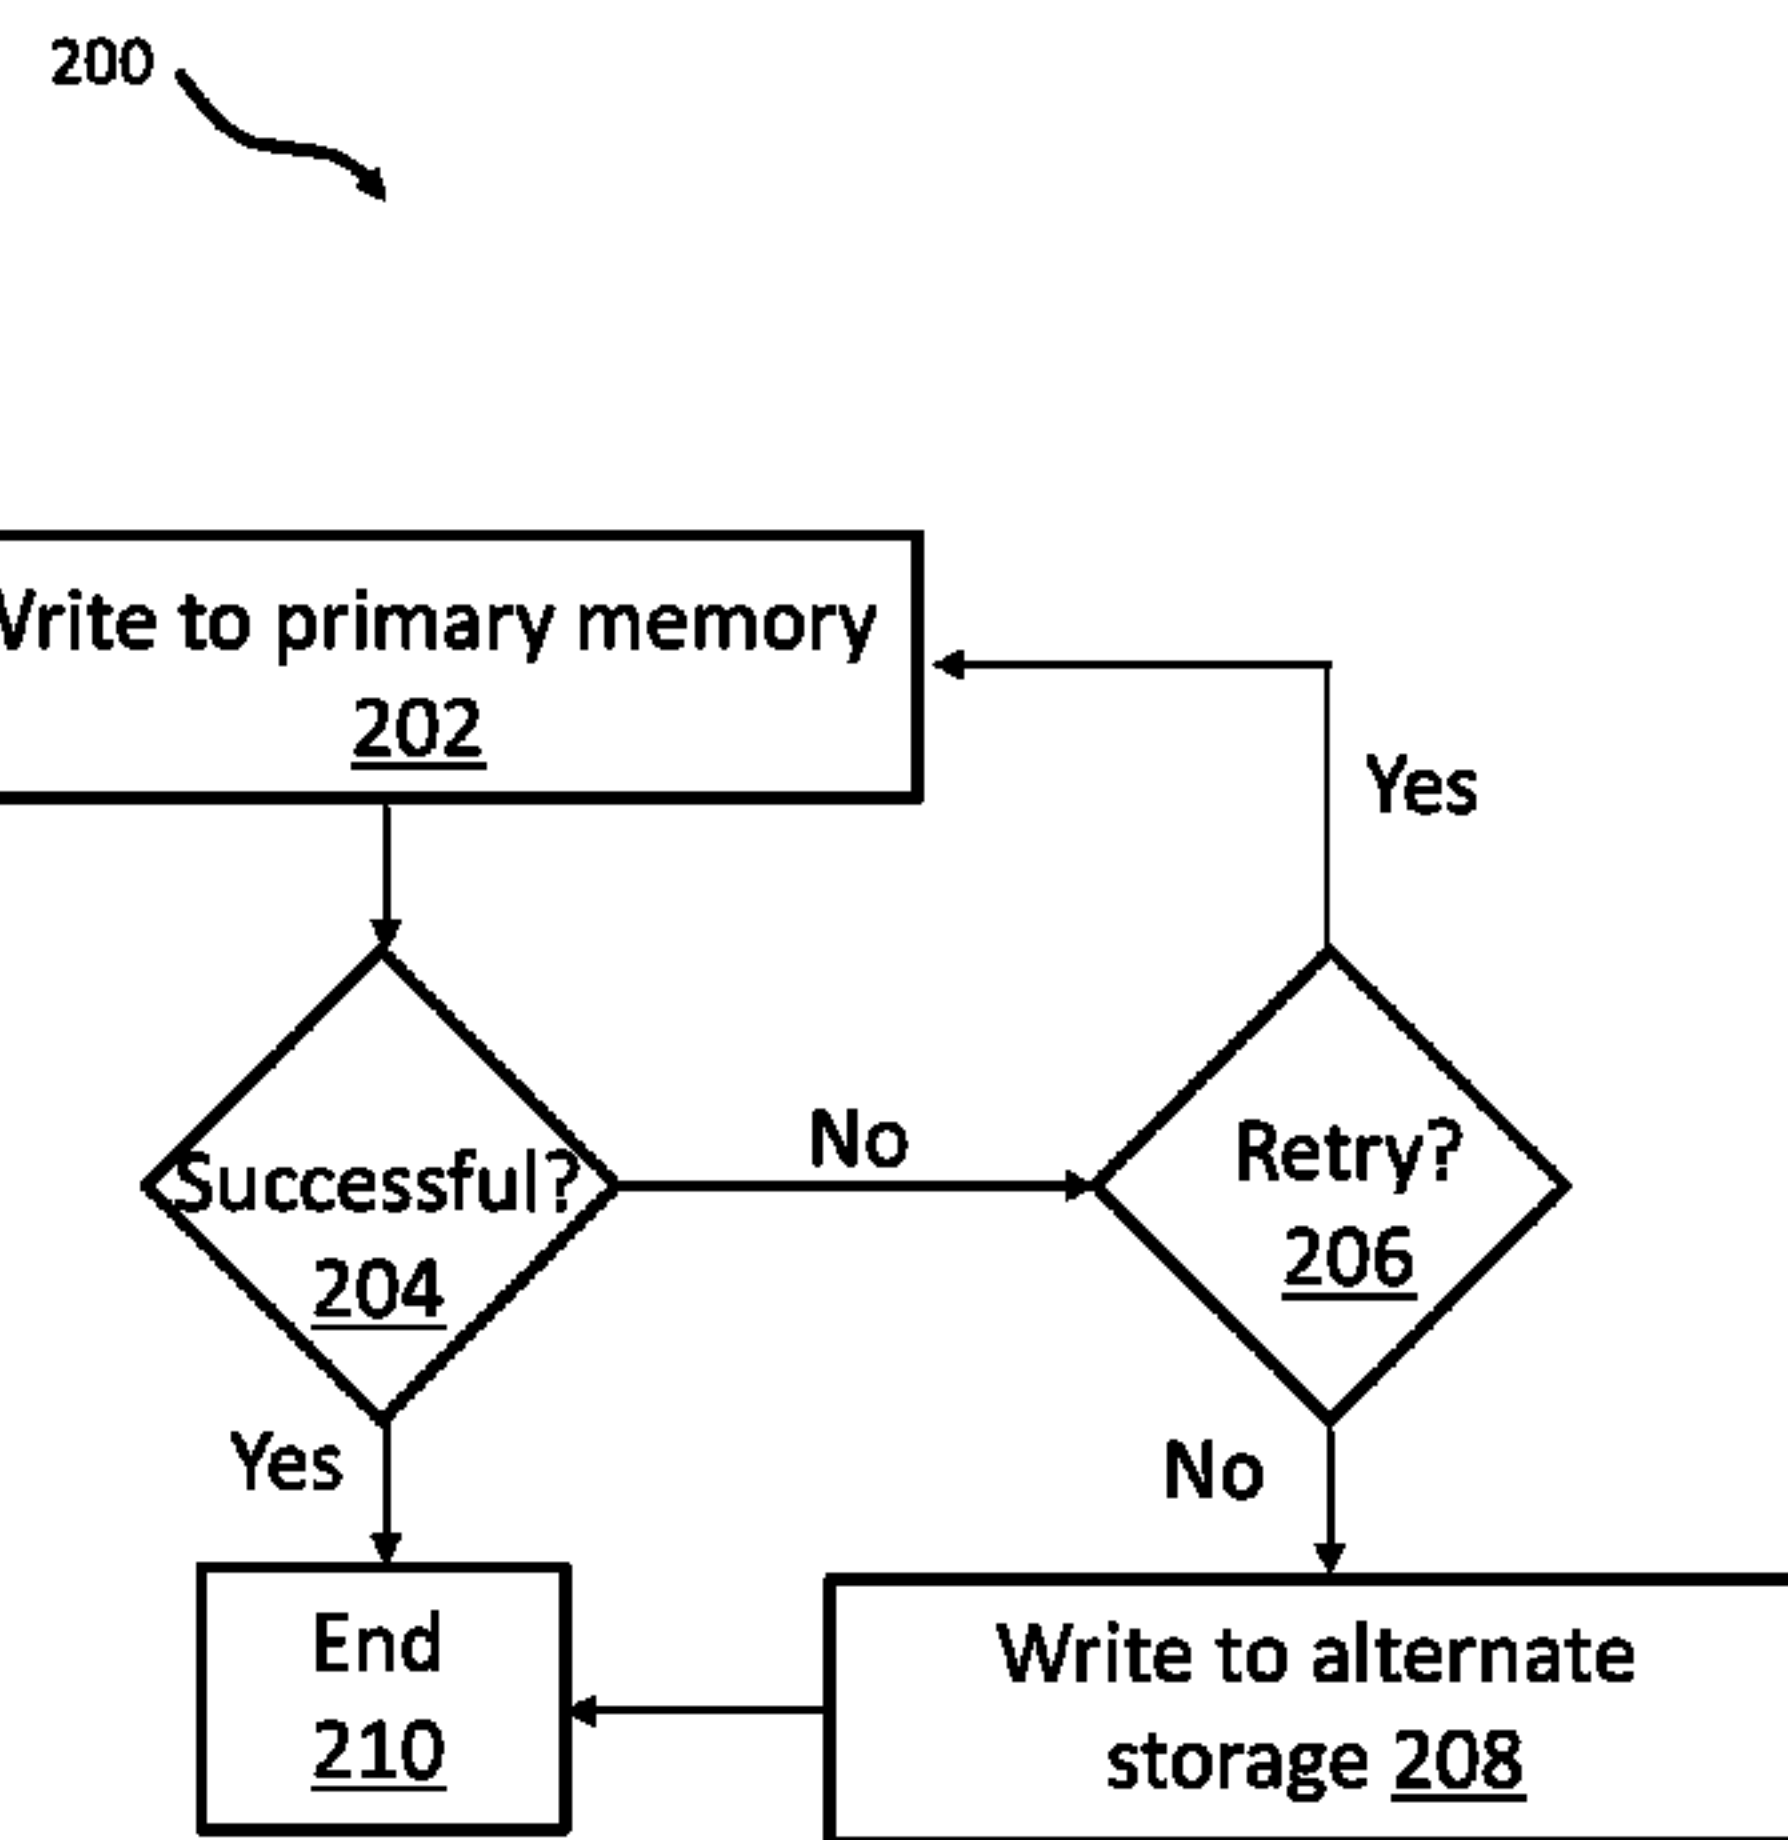 200
Write to primary memory
202
Yes
Successful?
204
No
Retry?
206
Yes
No
End
210
Write to alternate
storage 208